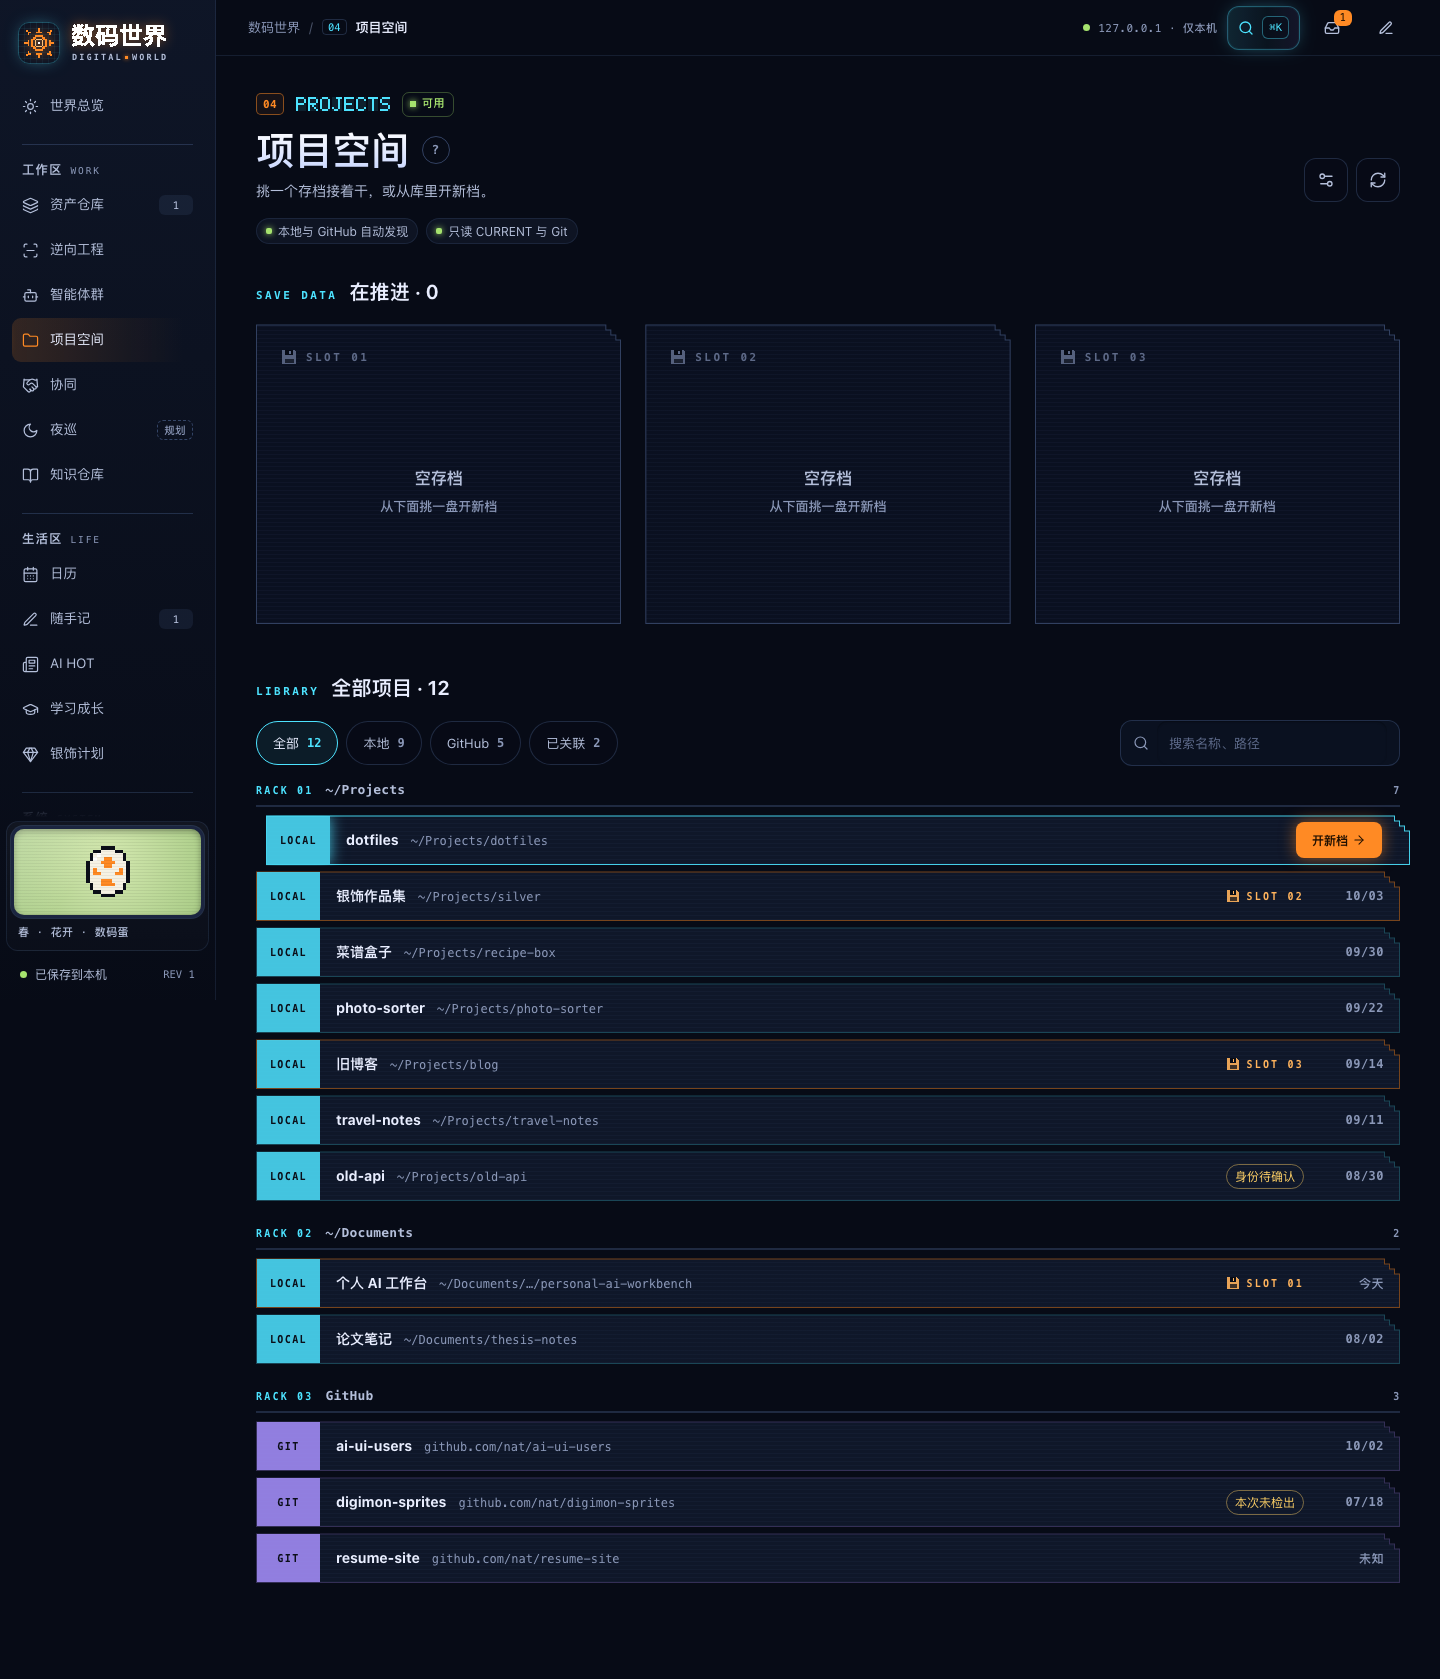 数码世界
DIGITAL WORLD
世界总览
工作区 WORK
资产仓库 1
逆向工程
智能体群
项目空间
协同
夜巡 规划
知识仓库
生活区 LIFE
日历
随手记 1
AI HOT
学习成长
银饰计划
春 · 花开 · 数码蛋
已保存到本机 REV 1
数码世界 / 04 项目空间
127.0.0.1 · 仅本机
⌘K
1
04 PROJECTS 可用
项目空间 ?
挑一个存档接着干，或从库里开新档。
本地与 GitHub 自动发现
只读 CURRENT 与 Git
SAVE DATA 在推进 · 0
SLOT 01
空存档
从下面挑一盘开新档
SLOT 02
空存档
从下面挑一盘开新档
SLOT 03
空存档
从下面挑一盘开新档
LIBRARY 全部项目 · 12
全部 12
本地 9
GitHub 5
已关联 2
搜索名称、路径
RACK 01 ~/Projects 7
LOCAL dotfiles ~/Projects/dotfiles 开新档 →
LOCAL 银饰作品集 ~/Projects/silver SLOT 02 10/03
LOCAL 菜谱盒子 ~/Projects/recipe-box 09/30
LOCAL photo-sorter ~/Projects/photo-sorter 09/22
LOCAL 旧博客 ~/Projects/blog SLOT 03 09/14
LOCAL travel-notes ~/Projects/travel-notes 09/11
LOCAL old-api ~/Projects/old-api 身份待确认 08/30
RACK 02 ~/Documents 2
LOCAL 个人 AI 工作台 ~/Documents/…/personal-ai-workbench SLOT 01 今天
LOCAL 论文笔记 ~/Documents/thesis-notes 08/02
RACK 03 GitHub 3
GIT ai-ui-users github.com/nat/ai-ui-users 10/02
GIT digimon-sprites github.com/nat/digimon-sprites 本次未检出 07/18
GIT resume-site github.com/nat/resume-site 未知